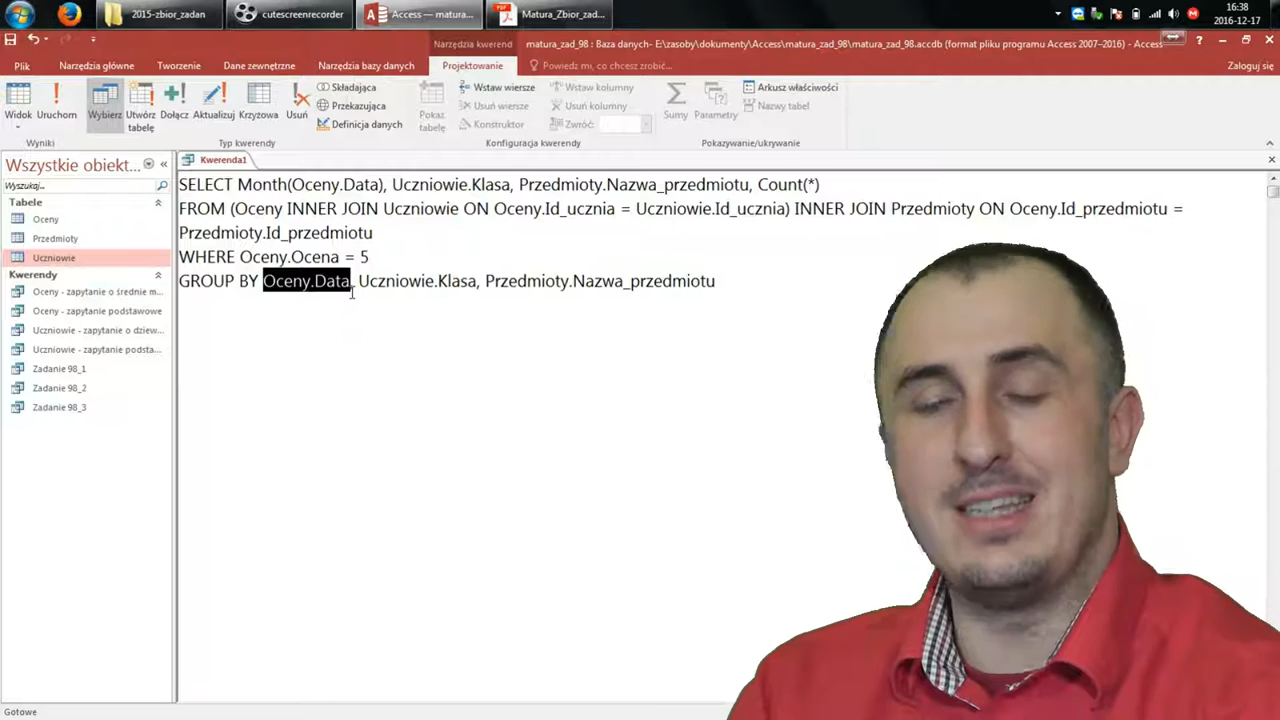 2015-zbior_zadan
cutescreenrecorder
Access — matura...
Matura_Zbior_zad...
16:38
2016-12-17
Narzędzia kwerend
matura_zad_98 : Baza danych- E:\zasoby\dokumenty\Access\matura_zad_98\matura_zad_98.accdb (format pliku programu Access 2007–2016) - Access
Plik
Narzędzia główne
Tworzenie
Dane zewnętrzne
Narzędzia bazy danych
Projektowanie
Powiedz mi, co chcesz zrobić...
Zaloguj się
Widok
Uruchom
Wybierz
Utwórz tabelę
Dołącz
Aktualizuj
Krzyżowa
Usuń
Składająca
Przekazująca
Definicja danych
Pokaż tabelę
Wstaw wiersze
Usuń wiersze
Konstruktor
Wstaw kolumny
Usuń kolumny
Zwróć:
Sumy
Parametry
Arkusz właściwości
Nazwy tabel
Wyniki
Typ kwerendy
Konfiguracja kwerendy
Pokazywanie/ukrywanie
Wszystkie obiekt...
Wyszukaj...
Tabele
Oceny
Przedmioty
Uczniowie
Kwerendy
Oceny - zapytanie o średnie m...
Oceny - zapytanie podstawowe
Uczniowie - zapytanie o dziew...
Uczniowie - zapytanie podsta...
Zadanie 98_1
Zadanie 98_2
Zadanie 98_3
Kwerenda1
SELECT Month(Oceny.Data), Uczniowie.Klasa, Przedmioty.Nazwa_przedmiotu, Count(*)
FROM (Oceny INNER JOIN Uczniowie ON Oceny.Id_ucznia = Uczniowie.Id_ucznia) INNER JOIN Przedmioty ON Oceny.Id_przedmiotu =
Przedmioty.Id_przedmiotu
WHERE Oceny.Ocena = 5
GROUP BY Oceny.Data, Uczniowie.Klasa, Przedmioty.Nazwa_przedmiotu
Gotowe